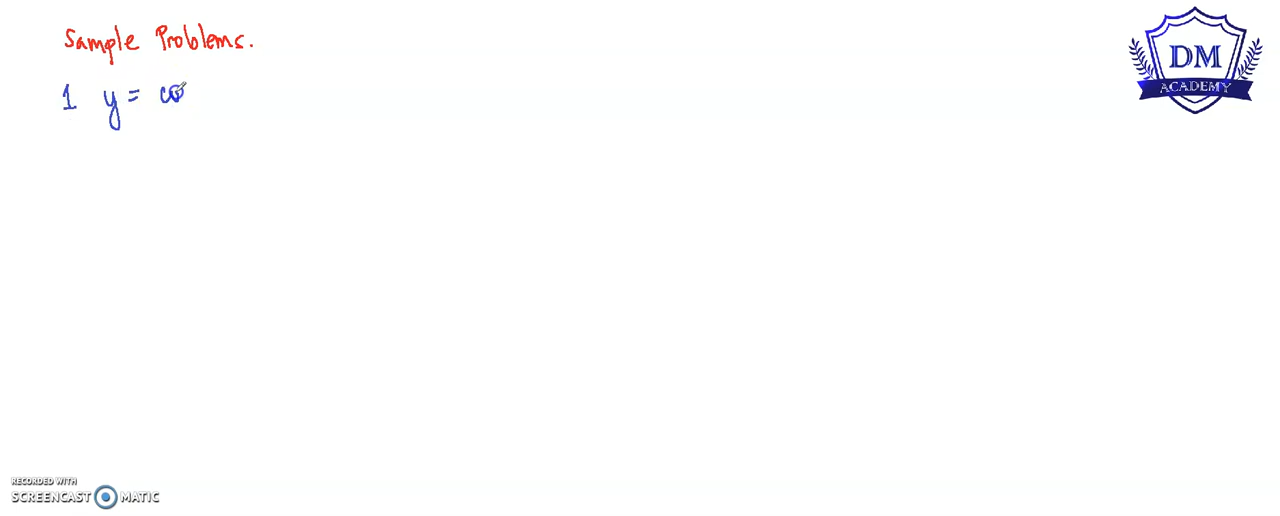 Sample Problems.
1 y = co
DM
ACADEMY
RECORDED WITH
SCREENCAST MATIC